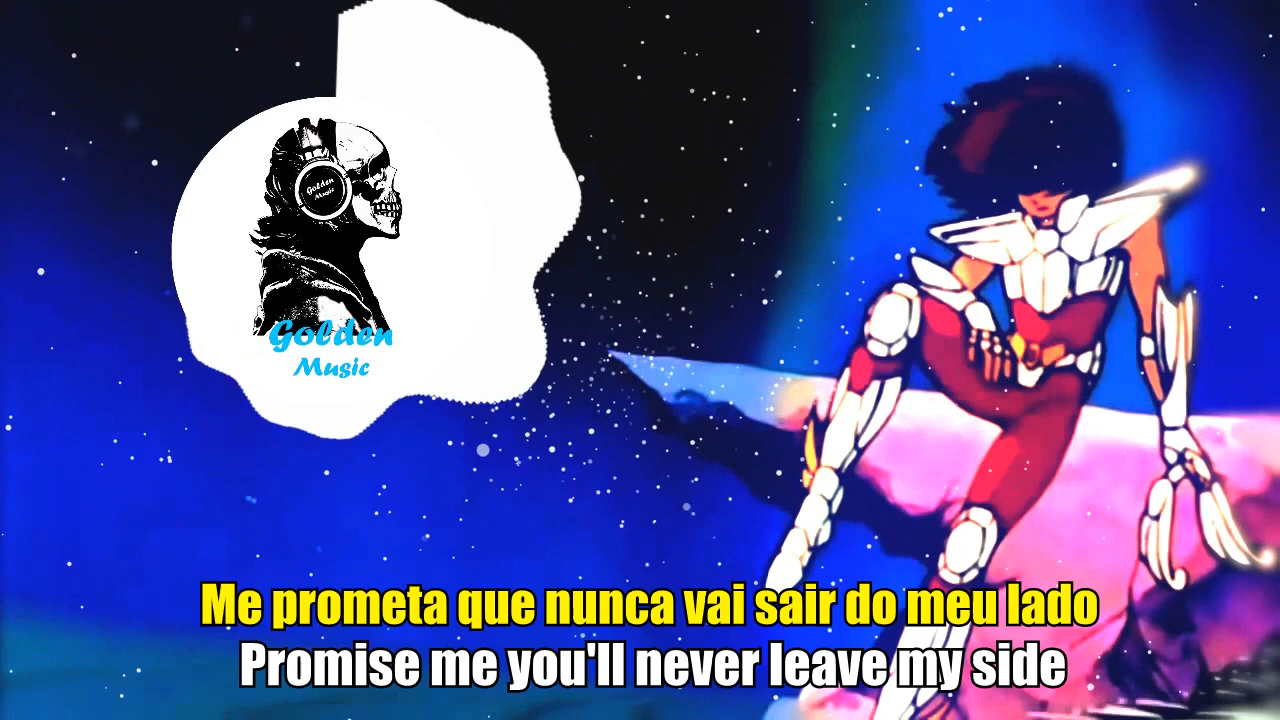 Golden
Music
Golden
Music
Me prometa que nunca vai sair do meu lado
Promise me you'll never leave my side